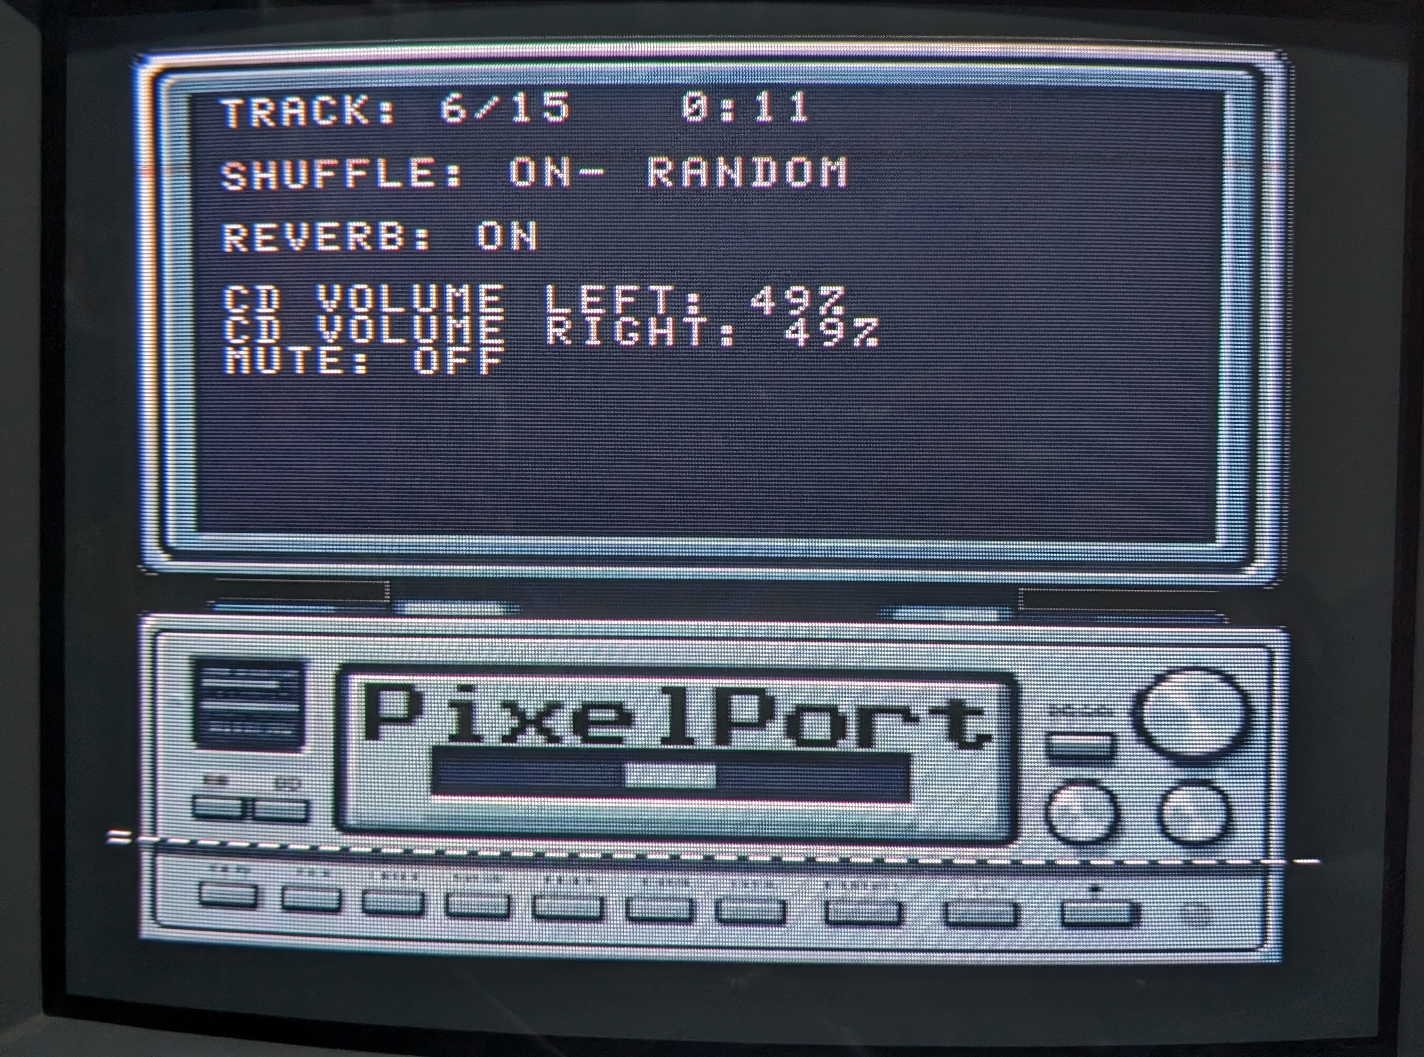 TRACK: 6/15 0:11
SHUFFLE: ON- RANDOM
REVERB: ON
CD VOLUME LEFT: 49%
CD VOLUME RIGHT: 49%
MUTE: OFF
PixelPort